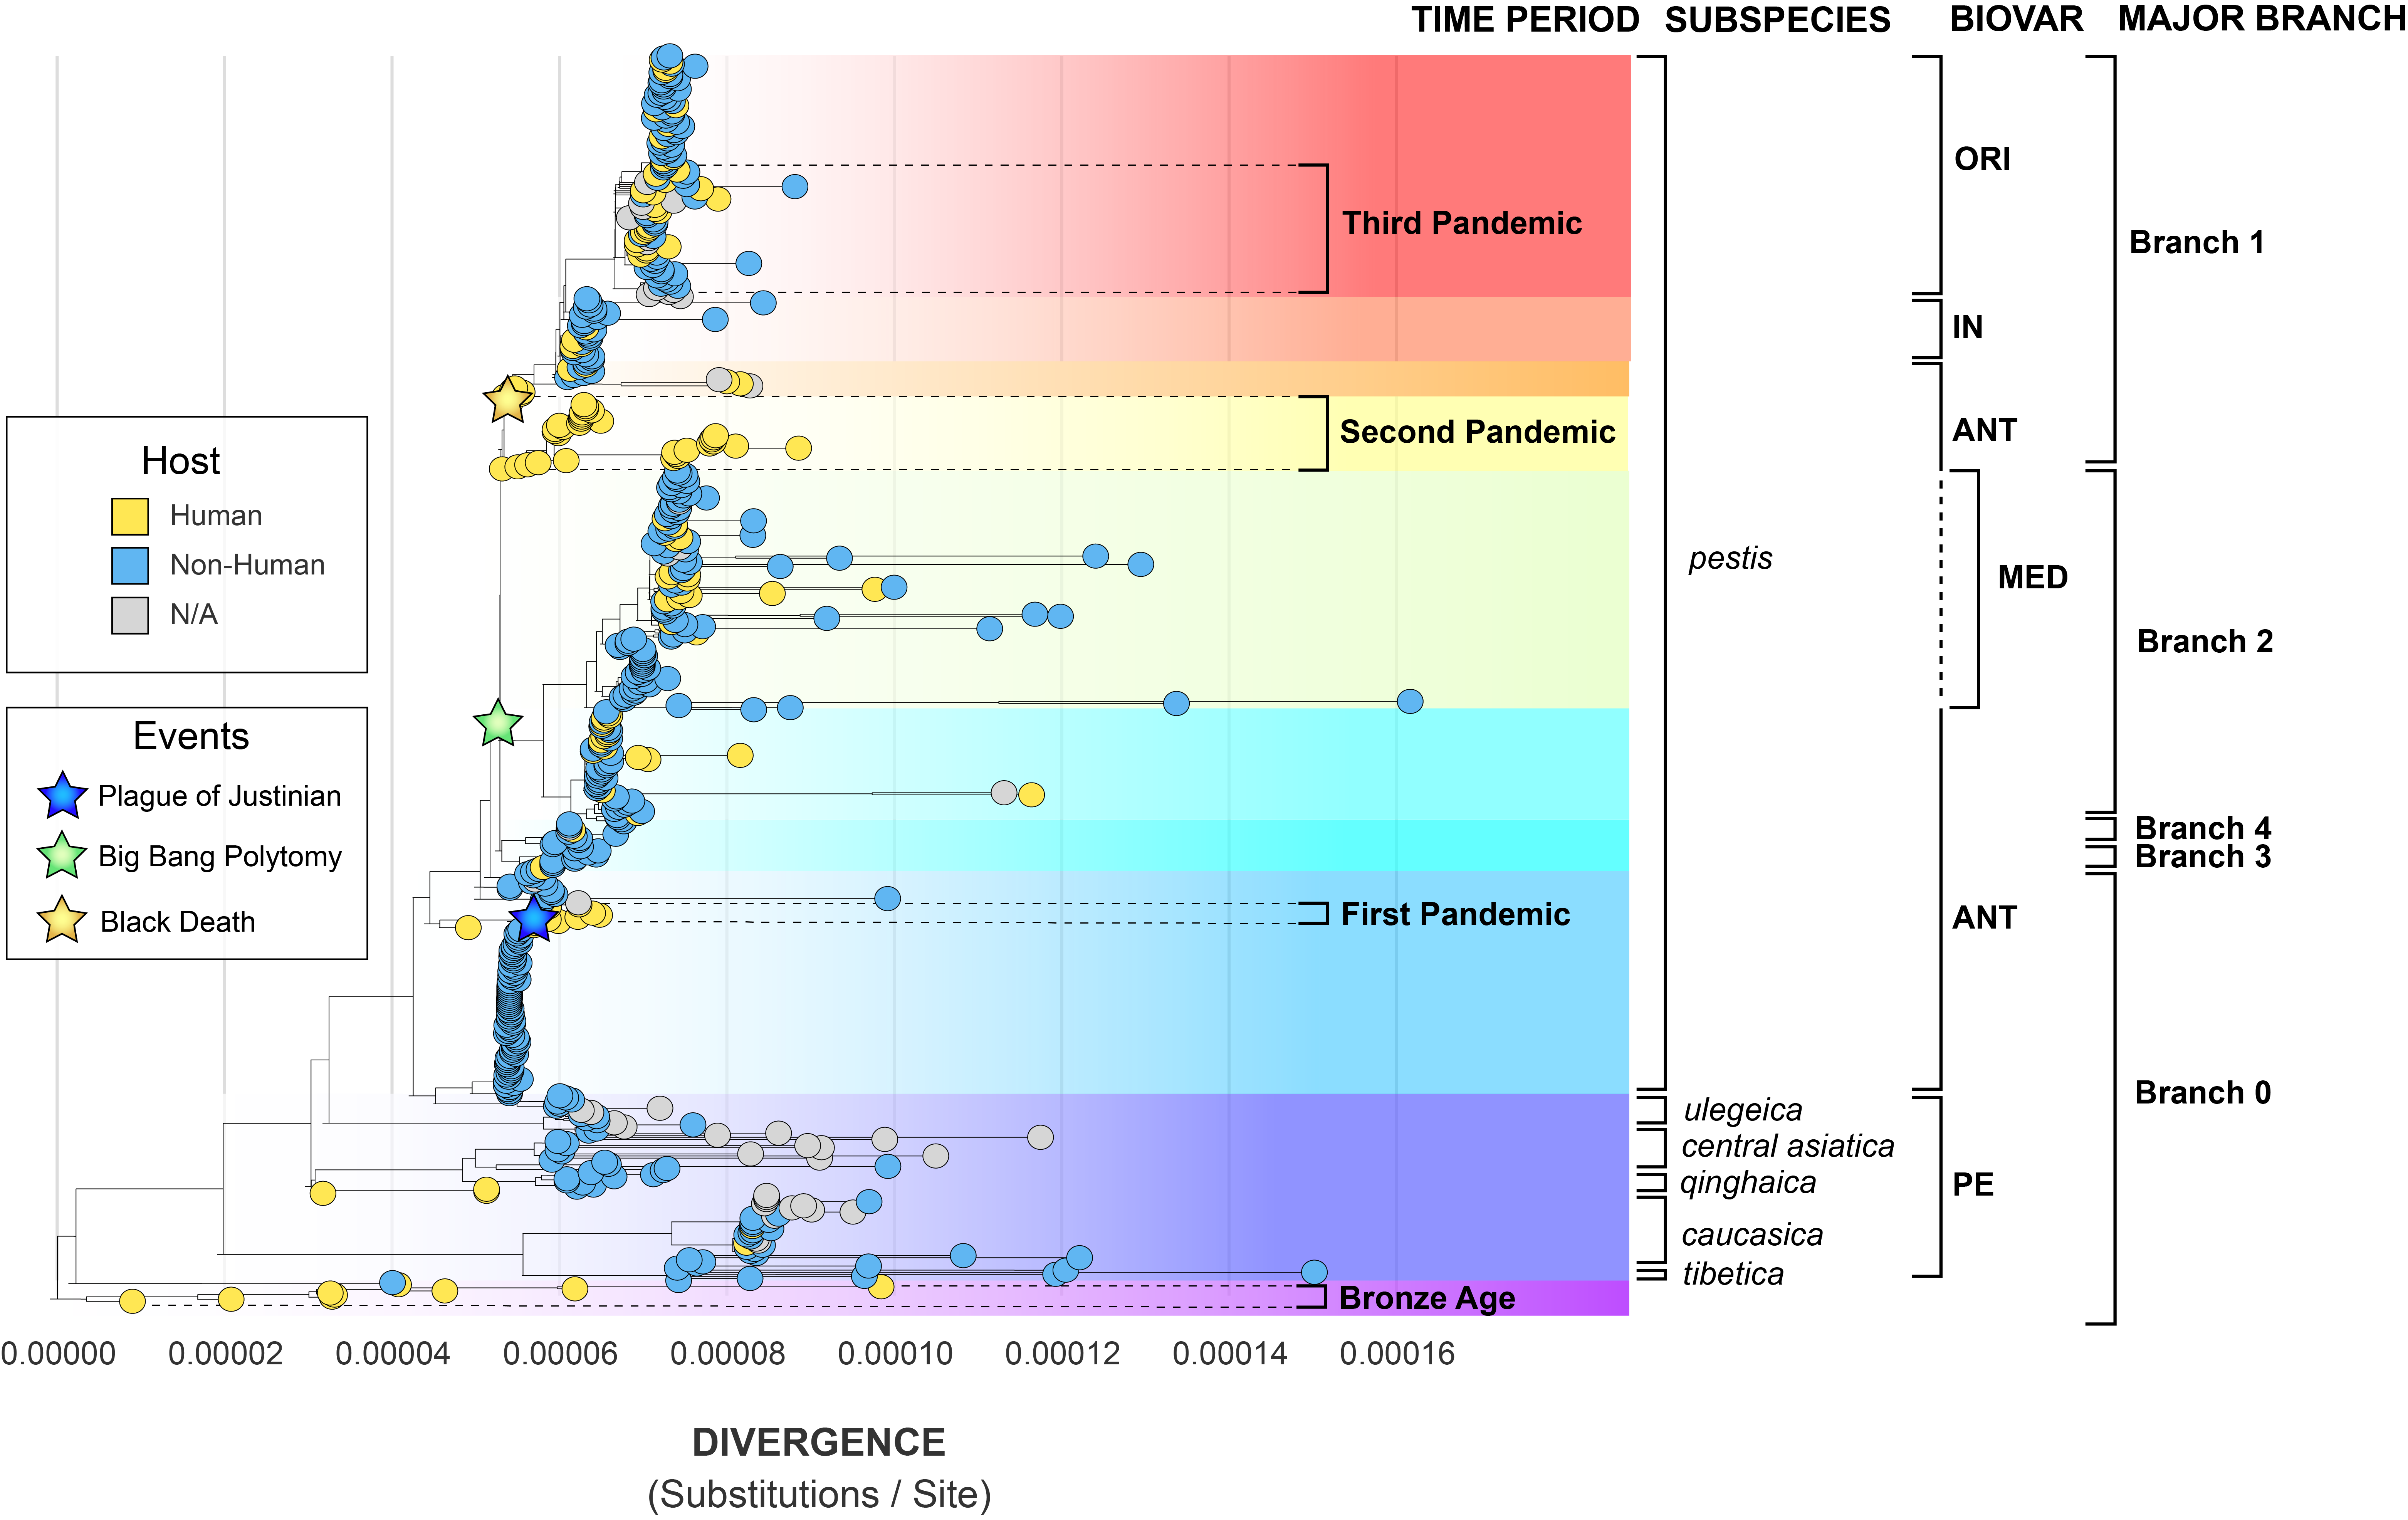 TIME PERIOD
SUBSPECIES
BIOVAR
MAJOR BRANCH
ORI
Third Pandemic
Branch 1
IN
ANT
Second Pandemic
Host
Human
Non-Human
N/A
pestis
MED
Branch 2
Events
Plague of Justinian
Big Bang Polytomy
Black Death
Branch 4
Branch 3
First Pandemic
ANT
Branch 0
ulegeica
central asiatica
qinghaica
PE
caucasica
tibetica
Bronze Age
0.00000 0.00002 0.00004 0.00006 0.00008 0.00010 0.00012 0.00014 0.00016
DIVERGENCE
(Substitutions / Site)